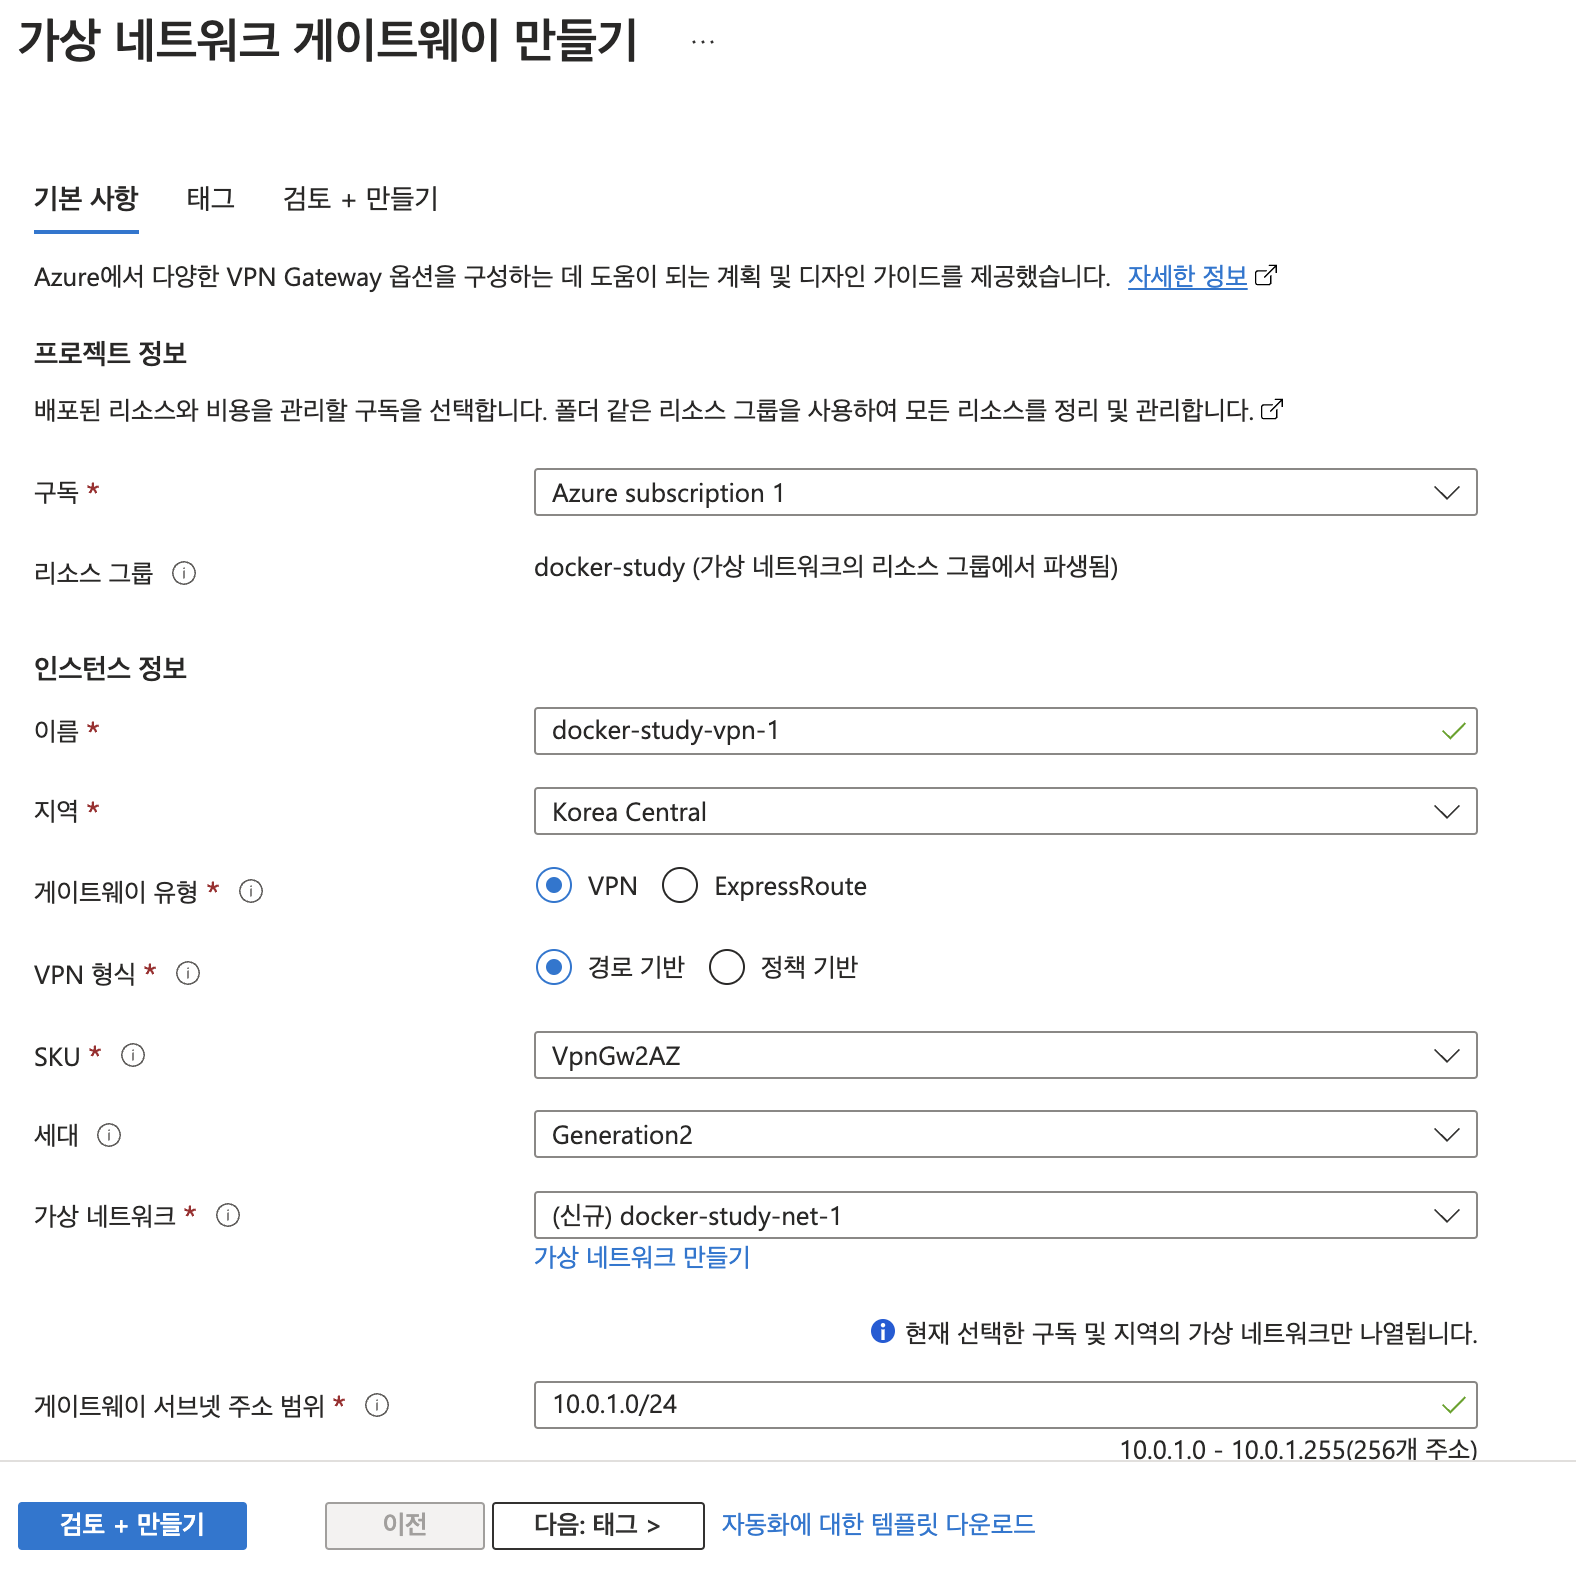 가상 네트워크 게이트웨이 만들기 ...
기본 사항 태그 검토 + 만들기
Azure에서 다양한 VPN Gateway 옵션을 구성하는 데 도움이 되는 계획 및 디자인 가이드를 제공했습니다. 자세한 정보
프로젝트 정보
배포된 리소스와 비용을 관리할 구독을 선택합니다. 폴더 같은 리소스 그룹을 사용하여 모든 리소스를 정리 및 관리합니다.
구독 * Azure subscription 1
리소스 그룹 docker-study (가상 네트워크의 리소스 그룹에서 파생됨)
인스턴스 정보
이름 * docker-study-vpn-1
지역 * Korea Central
게이트웨이 유형 * VPN ExpressRoute
VPN 형식 * 경로 기반 정책 기반
SKU * VpnGw2AZ
세대 Generation2
가상 네트워크 * (신규) docker-study-net-1
가상 네트워크 만들기
현재 선택한 구독 및 지역의 가상 네트워크만 나열됩니다.
게이트웨이 서브넷 주소 범위 * 10.0.1.0/24
10.0.1.0 - 10.0.1.255(256개 주소)
검토 + 만들기 이전 다음: 태그 > 자동화에 대한 템플릿 다운로드